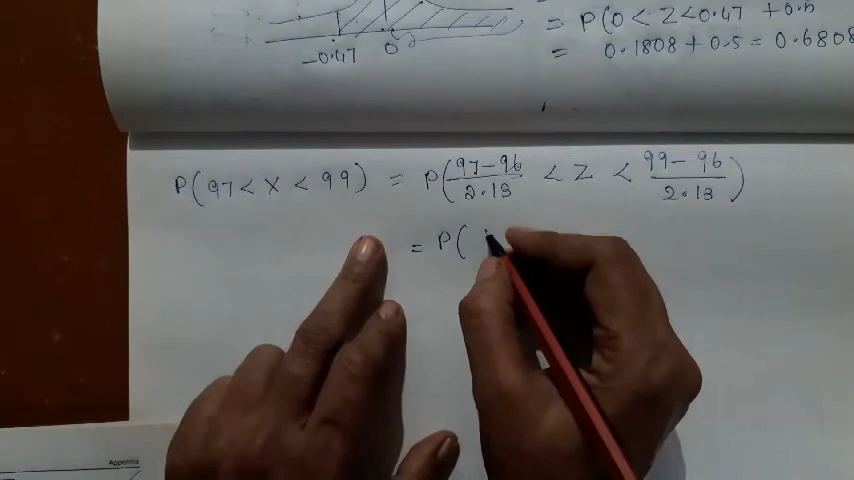 = P(0 < Z < 0.47 + 0.5
-0.47 0
= 0.1808 + 0.5 = 0.6808
P(97 < X < 99) = P(97-96/2.13 < Z < 99-96/2.13)
= P(
Appendix